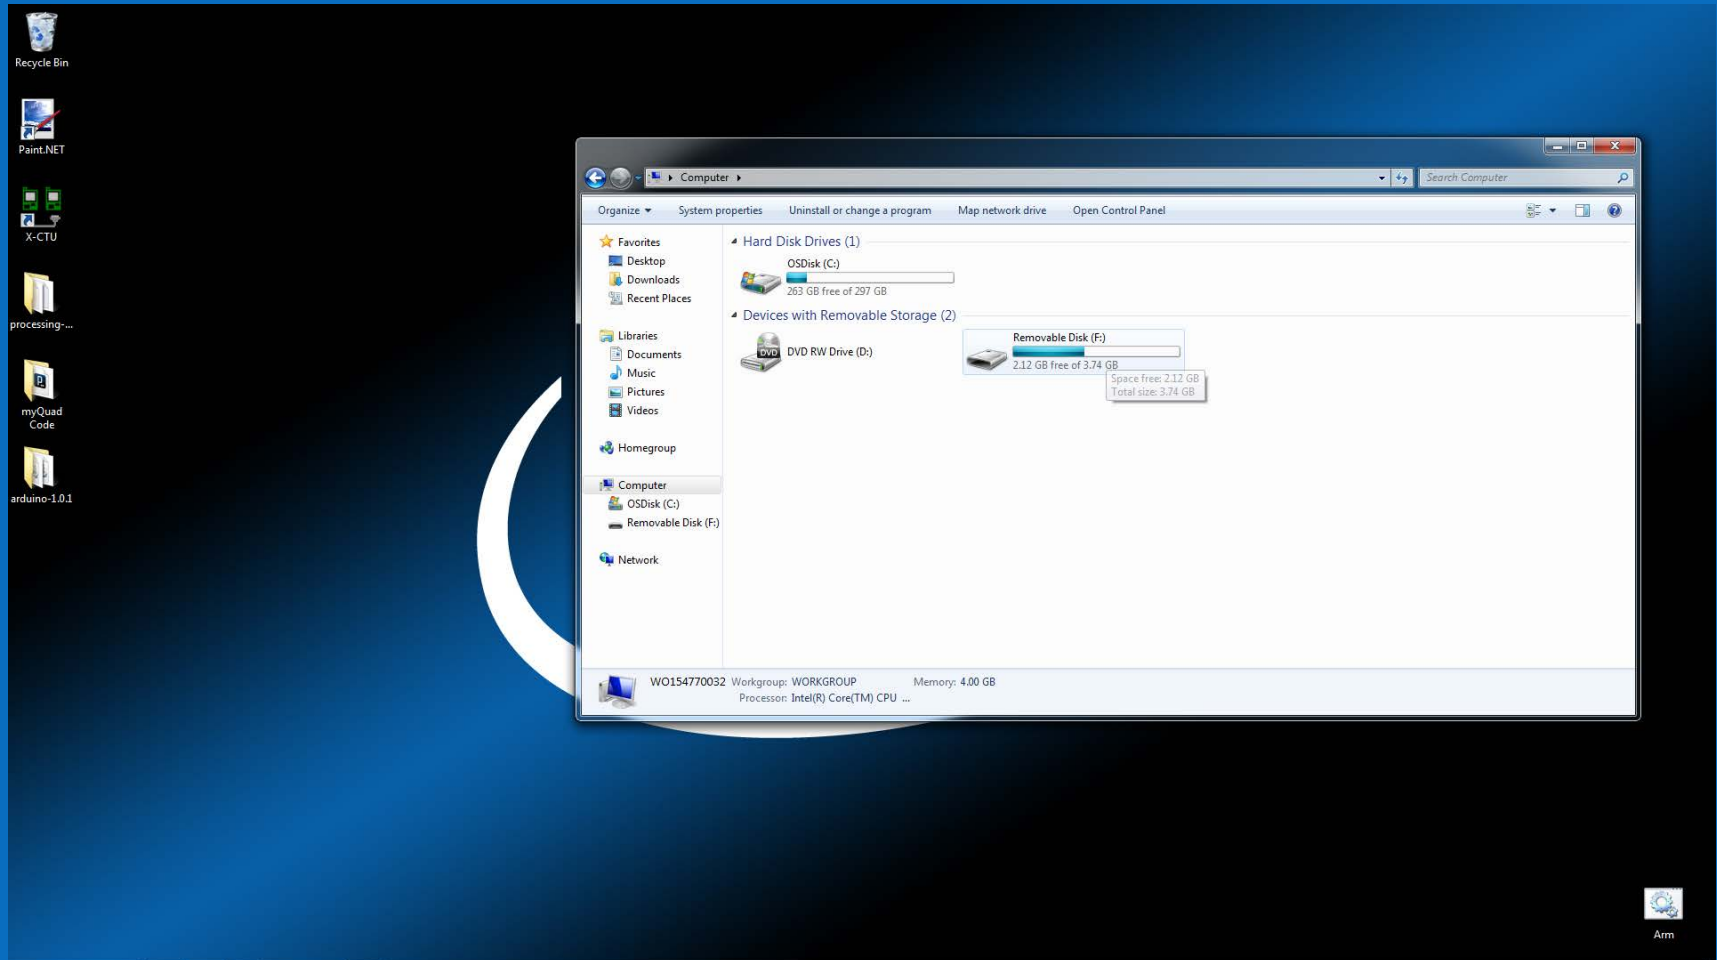 Recycle Bin
Paint.NET
X-CTU
processing-...
myQuad
Code
arduino-1.0.1
Computer
Search Computer
Organize System properties Uninstall or change a program Map network drive Open Control Panel
Favorites
Desktop
Downloads
Recent Places
Libraries
Documents
Music
Pictures
Videos
Homegroup
Computer
OSDisk (C:)
Removable Disk (F:)
Network
Hard Disk Drives (1)
OSDisk (C:)
263 GB free of 297 GB
Devices with Removable Storage (2)
DVD
DVD RW Drive (D:)
Removable Disk (F:)
2.12 GB free of 3.74 GB
Space free: 2.12 GB
Total size: 3.74 GB
WO154770032 Workgroup: WORKGROUP Memory: 4.00 GB
Processor: Intel(R) Core(TM) CPU ...
Arm